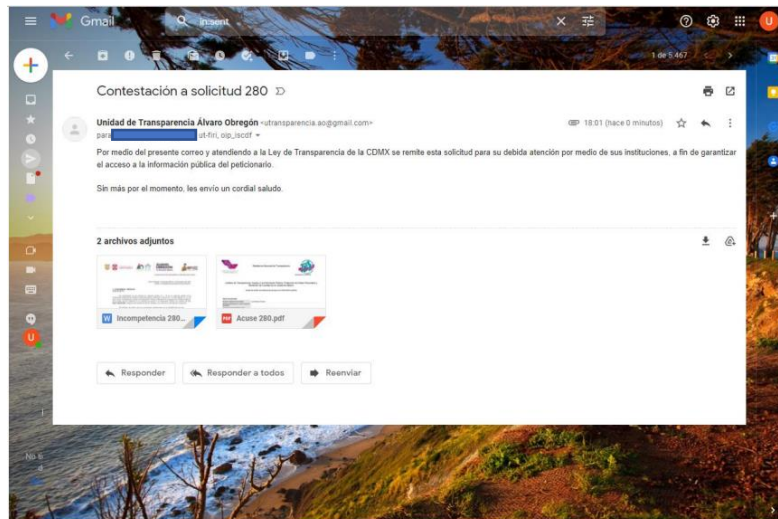 Gmail
in:sent
1 de 5,467
Contestación a solicitud 280
Unidad de Transparencia Álvaro Obregón <utransparencia.ao@gmail.com>
18:01 (hace 0 minutos)
para
ut-firi, oip_iscdf
Por medio del presente correo y atendiendo a la Ley de Transparencia de la CDMX se remite esta solicitud para su debida atención por medio de sus instituciones, a fin de garantizar
el acceso a la información pública del peticionario.
Sin más por el momento, les envío un cordial saludo.
2 archivos adjuntos
W Incompetencia 280...
PDF Acuse 280.pdf
Responder
Responder a todos
Reenviar
U
U